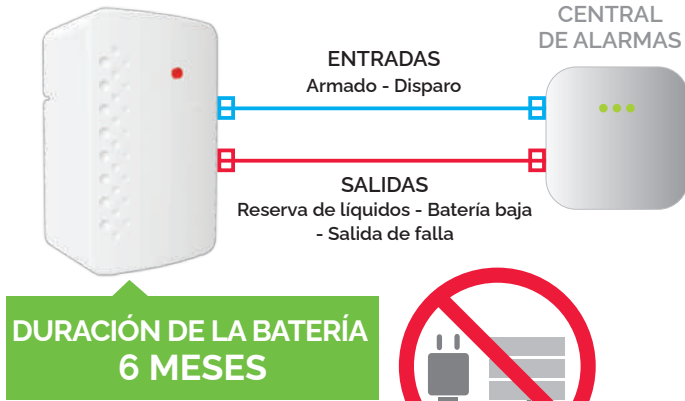 CENTRAL
DE ALARMAS
ENTRADAS
Armado - Disparo
SALIDAS
Reserva de líquidos - Batería baja
- Salida de falla
DURACIÓN DE LA BATERÍA
6 MESES